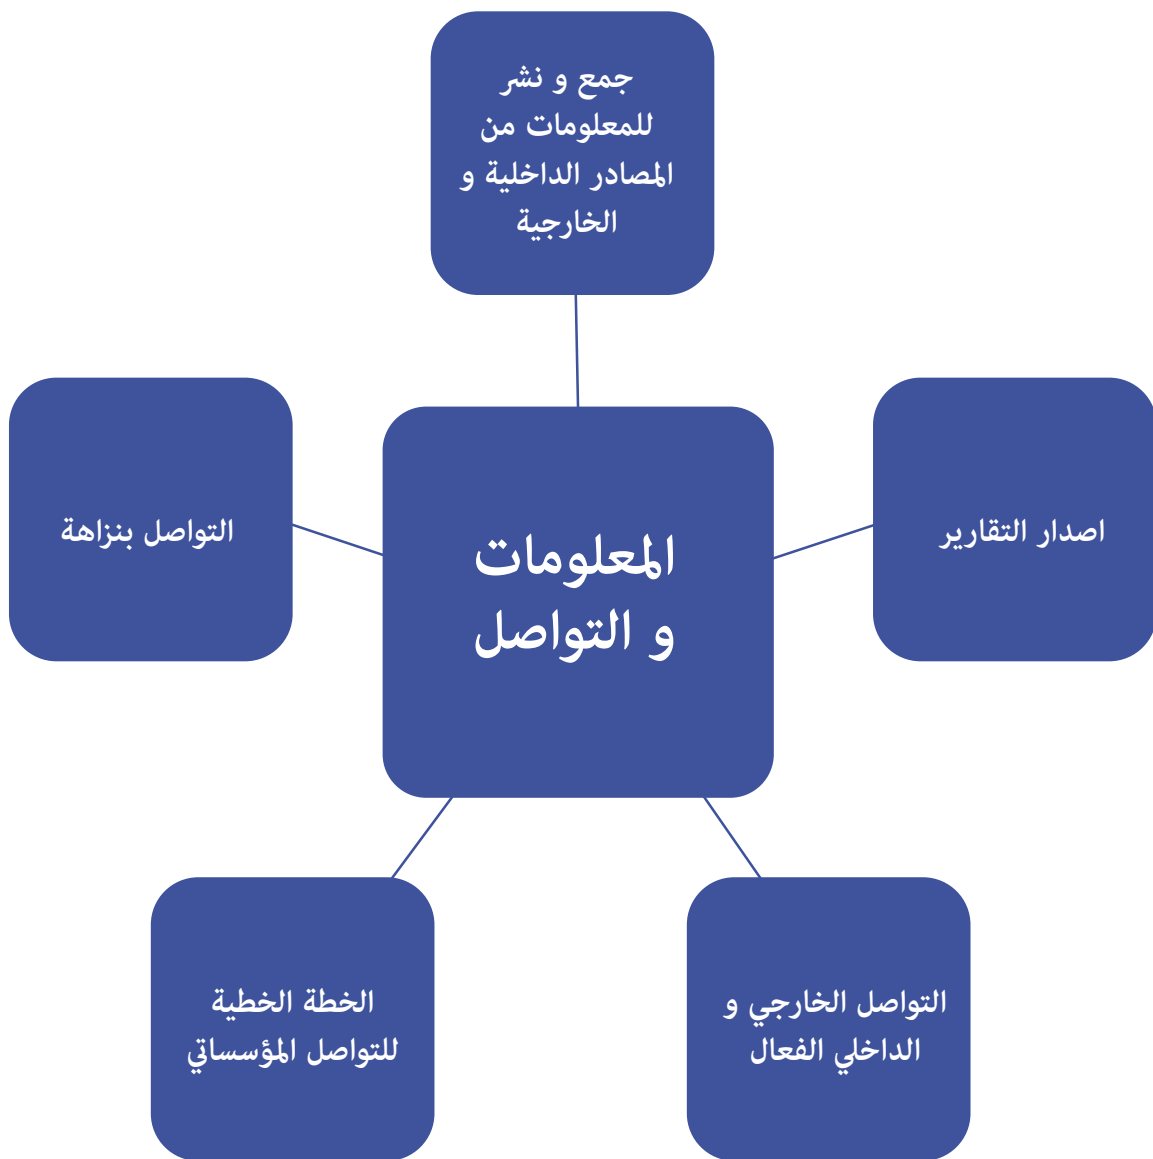 جمع و نشر
للمعلومات من
المصادر الداخلية و
الخارجية
اصدار التقارير
التواصل بنزاهة
المعلومات
و التواصل
التواصل الخارجي و
الداخلي الفعال
الخطة الخطية
للتواصل المؤسساتي